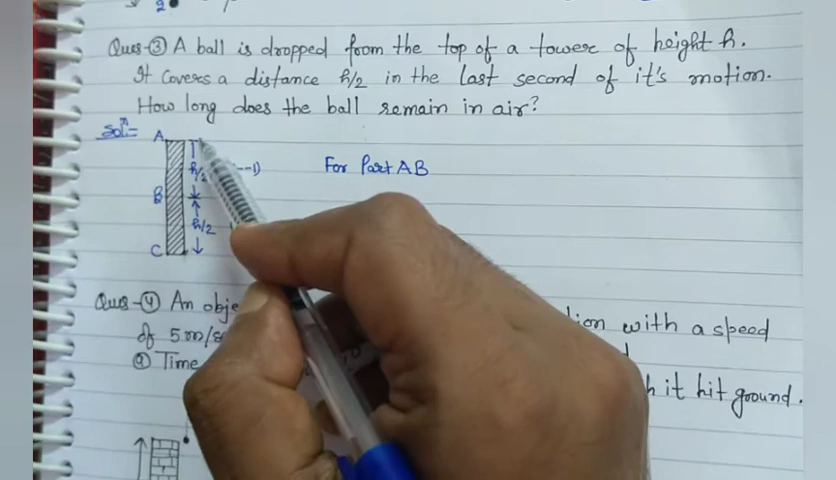 2
Ques-③ A ball is dropped from the top of a tower of height h.
It covers a distance h/2 in the last second of it's motion.
How long does the ball remain in air?
Solⁿ=
A
h/2 --1)
For Part AB
B
h/2
C
Ques-④ An obje
with a speed
of 5m/s
① Time
it hit ground.